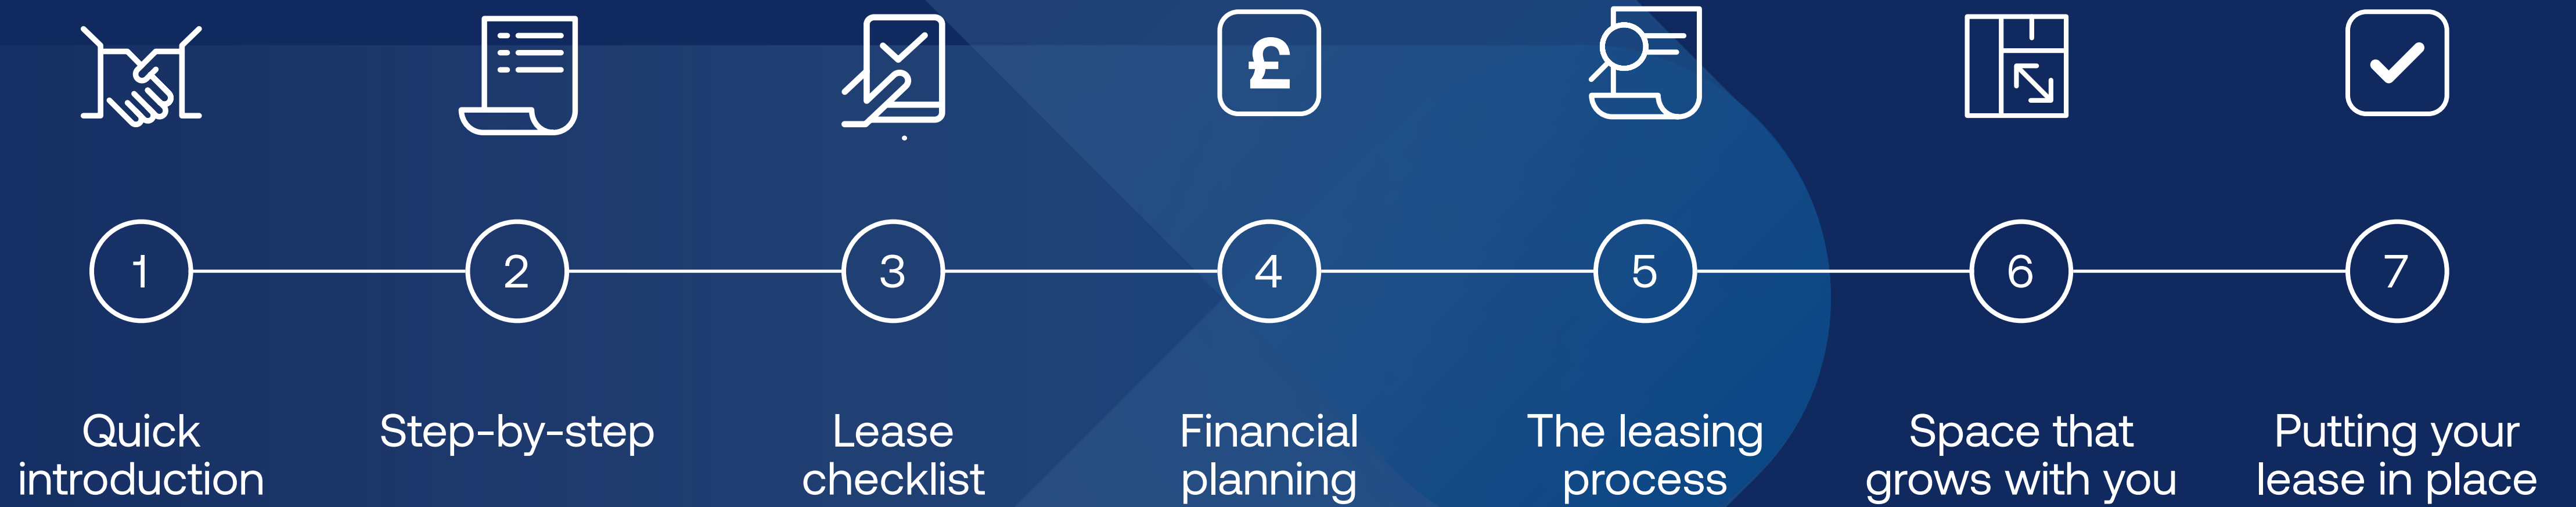 £
1
2
3
4
5
6
7
Quick
introduction
Step-by-step
Lease
checklist
Financial
planning
The leasing
process
Space that
grows with you
Putting your
lease in place